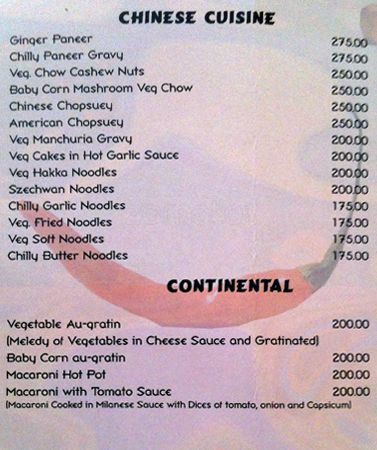 CHINESE CUISINE
Ginger Paneer 275.00
Chilly Paneer Gravy 275.00
Veg. Chow Cashew Nuts 250.00
Baby Corn Mashroom Veg Chow 250.00
Chinese Chopsuey 250.00
American Chopsuey 250.00
Veg Manchuria Gravy 200.00
Veg Cakes in Hot Garlic Sauce 200.00
Veg Hakka Noodles 200.00
Szechwan Noodles 200.00
Chilly Garlic Noodles 175.00
Veg. Fried Noodles 175.00
Veg Soft Noodles 175.00
Chilly Butter Noodles 175.00
CONTINENTAL
Vegetable Au-gratin 200.00
(Meledy of Vegetables in Cheese Sauce and Gratinated)
Baby Corn au-gratin 200.00
Macaroni Hot Pot 200.00
Macaroni with Tomato Sauce 200.00
(Macaroni Cooked in Milanese Sauce with Dices of tomato, onion and Capsicum)